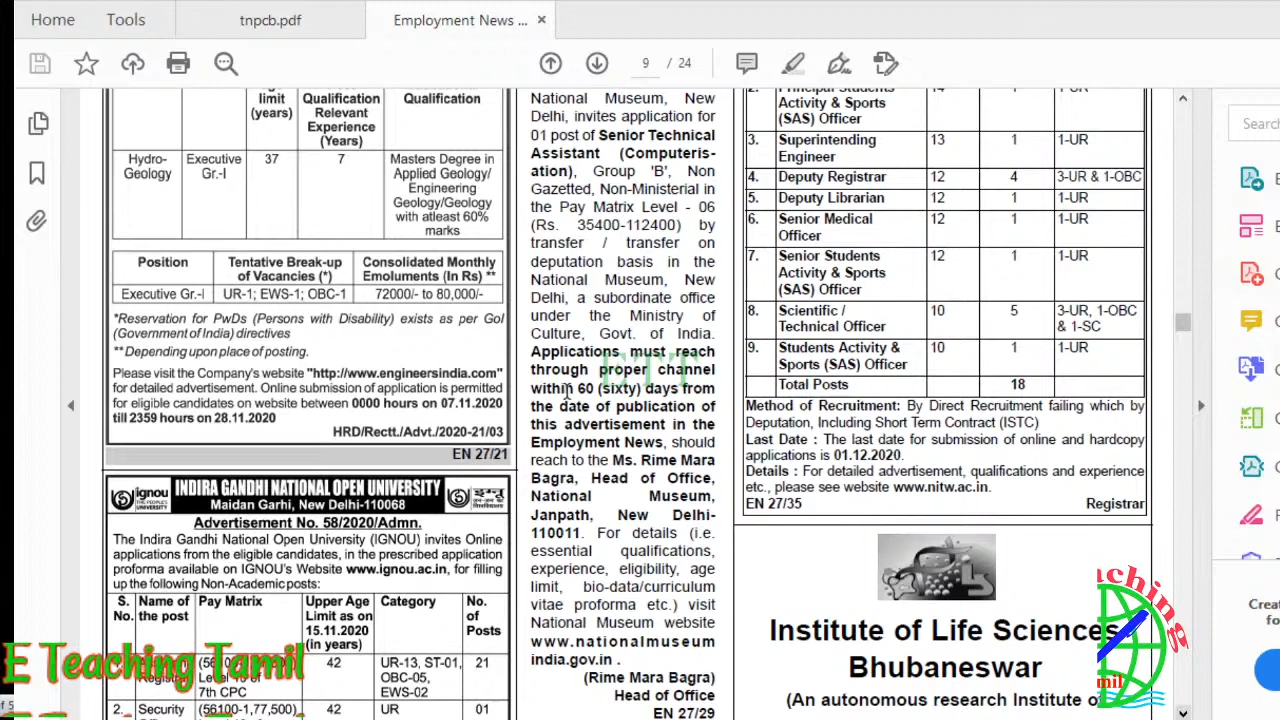 Home
Tools
tnpcb.pdf
Employment News ...
9 / 24
limit
(years)
Qualification
Relevant
Experience
(Years)
Qualification
Hydro-
Geology
Executive
Gr.-I
37
7
Masters Degree in
Applied Geology/
Engineering
Geology/Geology
with atleast 60%
marks
Position
Tentative Break-up
of Vacancies (*)
Consolidated Monthly
Emoluments (In Rs) **
Executive Gr.-I
UR-1; EWS-1; OBC-1
72000/- to 80,000/-
*Reservation for PwDs (Persons with Disability) exists as per GoI
(Government of India) directives
**Depending upon place of posting.
Please visit the Company's website "http://www.engineersindia.com"
for detailed advertisement. Online submission of application is permitted
for eligible candidates on website between 0000 hours on 07.11.2020
till 2359 hours on 28.11.2020
HRD/Rectt./Advt./2020-21/03
EN 27/21
ignou
THE PEOPLE'S
UNIVERSITY
INDIRA GANDHI NATIONAL OPEN UNIVERSITY
Maidan Garhi, New Delhi-110068
Advertisement No. 58/2020/Admn.
The Indira Gandhi National Open University (IGNOU) invites Online
applications from the eligible candidates, in the prescribed application
proforma available on IGNOU's Website www.ignou.ac.in, for filling
up the following Non-Academic posts:
S.
No.
Name of
the post
Pay Matrix
Upper Age
Limit as on
15.11.2020
(in years)
Category
No.
of
Posts
7th CPC
42
UR-13, ST-01,
OBC-05,
EWS-02
21
2.
Security
(56100-1,77,500)
42
UR
01
National Museum, New
Delhi, invites application for
01 post of Senior Technical
Assistant (Computeris-
ation), Group 'B', Non
Gazetted, Non-Ministerial in
the Pay Matrix Level - 06
(Rs. 35400-112400) by
transfer / transfer on
deputation basis in the
National Museum, New
Delhi, a subordinate office
under the Ministry of
Culture, Govt. of India.
Applications must reach
through proper channel
within 60 (sixty) days from
the date of publication of
this advertisement in the
Employment News, should
reach to the Ms. Rime Mara
Bagra, Head of Office,
National Museum,
Janpath, New Delhi-
110011. For details (i.e.
essential qualifications,
experience, eligibility, age
limit, bio-data/curriculum
vitae proforma etc.) visit
National Museum website
www.nationalmuseum
india.gov.in .
(Rime Mara Bagra)
Head of Office
EN 27/29
ETT
2.
Principal Students
Activity & Sports
(SAS) Officer
14
1
1-UR
3.
Superintending
Engineer
13
1
1-UR
4.
Deputy Registrar
12
4
3-UR & 1-OBC
5.
Deputy Librarian
12
1
1-UR
6.
Senior Medical
Officer
12
1
1-UR
7.
Senior Students
Activity & Sports
(SAS) Officer
12
1
1-UR
8.
Scientific /
Technical Officer
10
5
3-UR, 1-OBC
& 1-SC
9.
Students Activity &
Sports (SAS) Officer
10
1
1-UR
Total Posts
18
Method of Recruitment: By Direct Recruitment failing which by
Deputation, Including Short Term Contract (ISTC)
Last Date : The last date for submission of online and hardcopy
applications is 01.12.2020.
Details : For detailed advertisement, qualifications and experience
etc., please see website www.nitw.ac.in.
EN 27/35
Registrar
Institute of Life Sciences
Bhubaneswar
(An autonomous research Institute of
Searc
Create
E Teaching Tamil